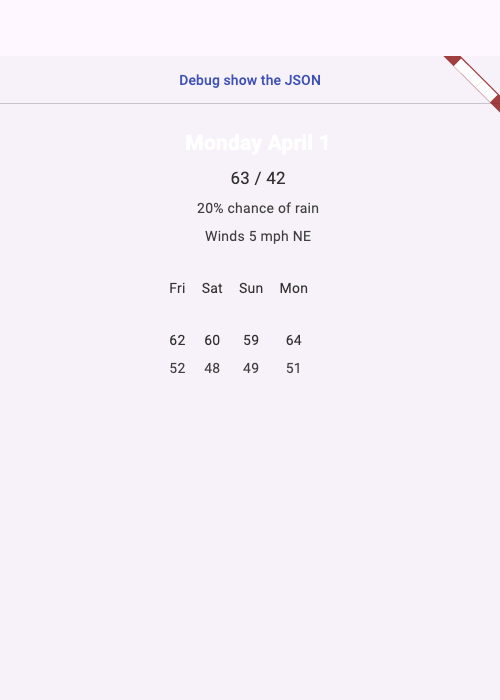 Debug show the JSON
Monday April 1
63 / 42
20% chance of rain
Winds 5 mph NE
Fri Sat Sun Mon
62 60 59 64
52 48 49 51